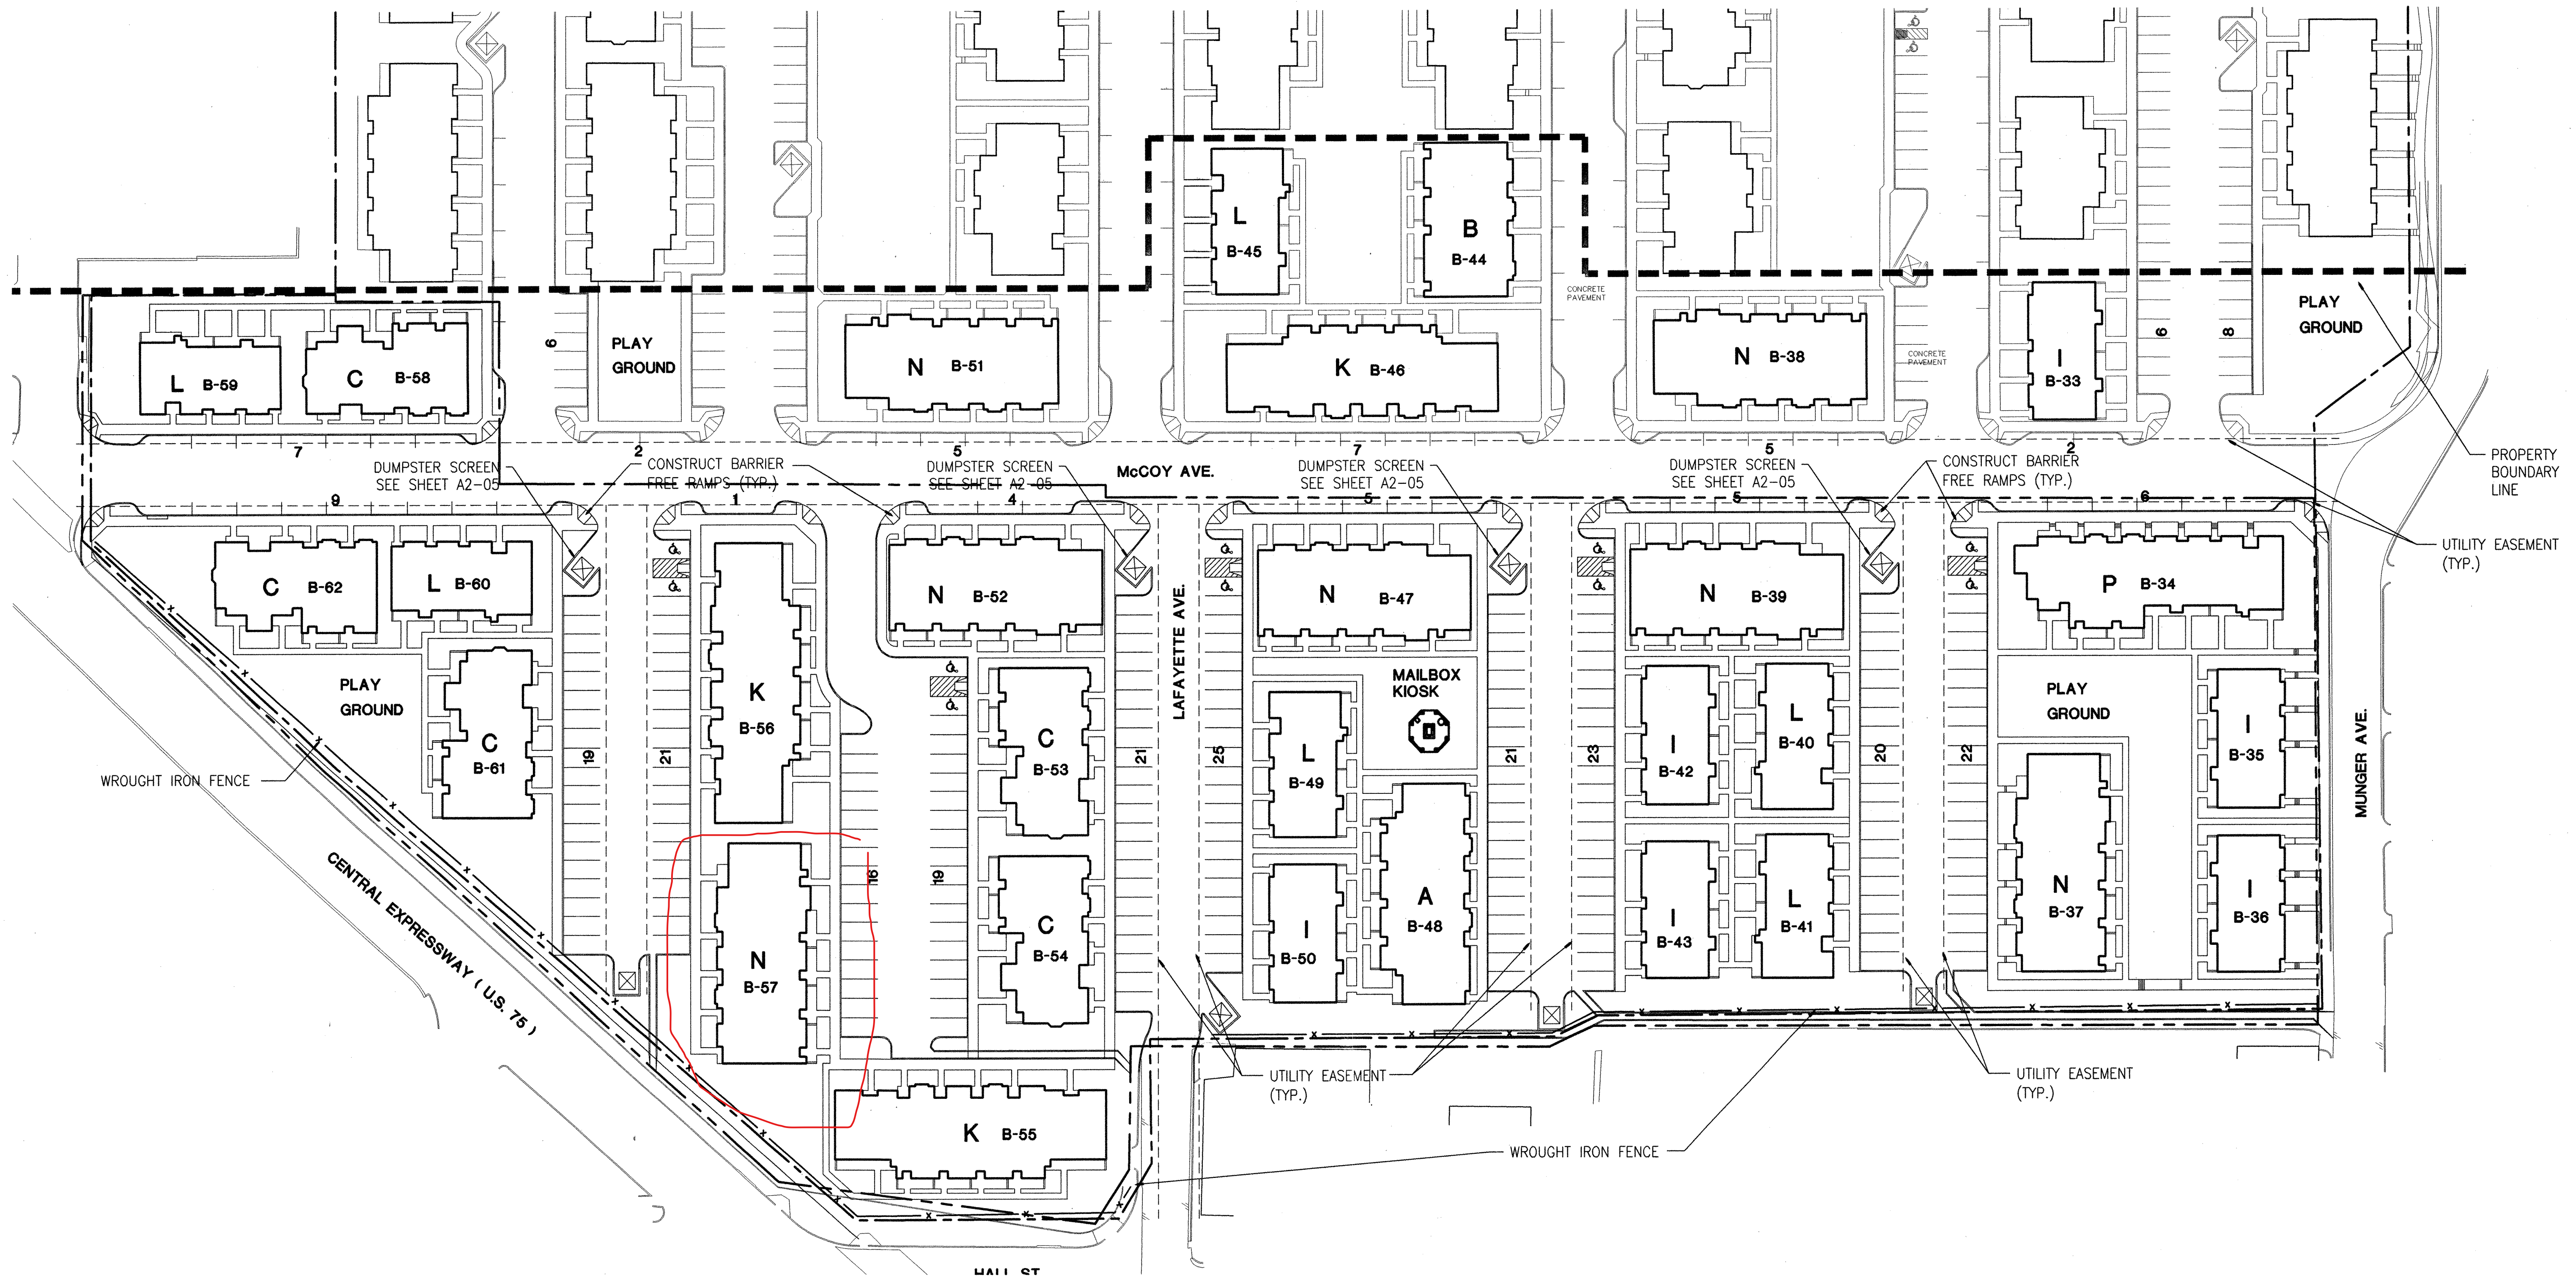 L
B-45
B
B-44
CONCRETE
PAVEMENT
PLAY
GROUND
L B-59
C B-58
6
PLAY
GROUND
N B-51
K B-46
N B-38
CONCRETE
PAVEMENT
I
B-33
6
8
7
2
5
7
5
2
DUMPSTER SCREEN
SEE SHEET A2-05
CONSTRUCT BARRIER
FREE RAMPS (TYP.)
DUMPSTER SCREEN
SEE SHEET A2-05
McCOY AVE.
DUMPSTER SCREEN
SEE SHEET A2-05
DUMPSTER SCREEN
SEE SHEET A2-05
CONSTRUCT BARRIER
FREE RAMPS (TYP.)
PROPERTY
BOUNDARY
LINE
9
1
4
5
5
6
UTILITY EASEMENT
(TYP.)
C B-62
L B-60
N B-52
N B-47
N B-39
P B-34
PLAY
GROUND
C
B-61
19
21
K
B-56
C
B-53
21
LAFAYETTE AVE.
25
MAILBOX
KIOSK
L
B-49
21
23
I
B-42
L
B-40
20
22
PLAY
GROUND
I
B-35
MUNGER AVE.
WROUGHT IRON FENCE
CENTRAL EXPRESSWAY ( U.S. 75 )
N
B-57
16
19
C
B-54
I
B-50
A
B-48
I
B-43
L
B-41
N
B-37
I
B-36
UTILITY EASEMENT
(TYP.)
UTILITY EASEMENT
(TYP.)
K B-55
WROUGHT IRON FENCE
HALL ST.